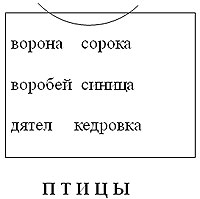 ворона сорока
воробей синица
дятел кедровка
ПТИЦЫ